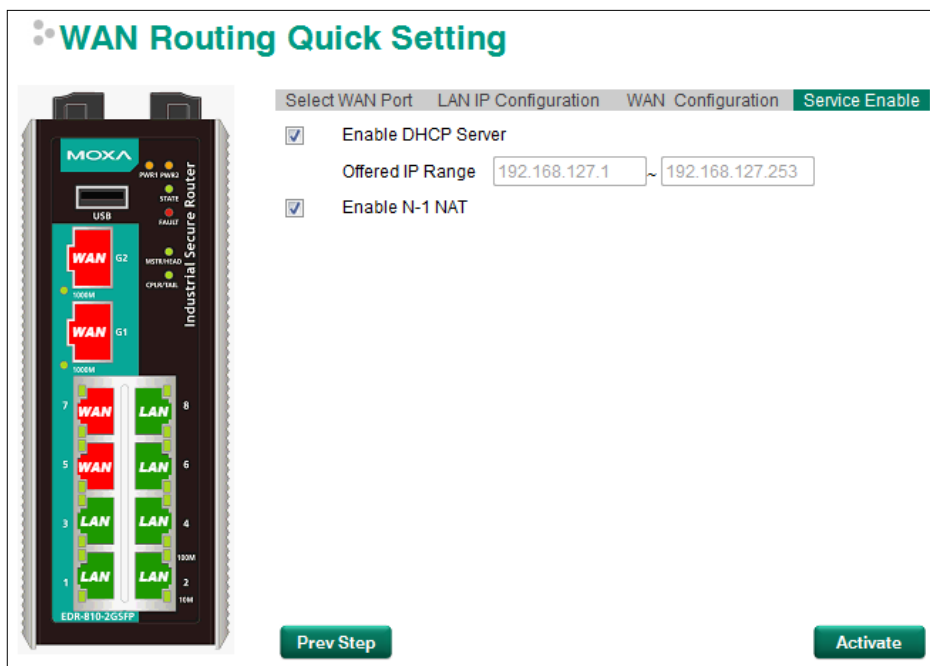 WAN Routing Quick Setting
Select WAN Port LAN IP Configuration WAN Configuration Service Enable
Enable DHCP Server
Offered IP Range 192.168.127.1 ~ 192.168.127.253
Enable N-1 NAT
MOXA
PWR1 PWR2
STATE
USB
FAULT
Industrial Secure Router
WAN G2
MSTR/HEAD
CPLR/TAIL
1000M
WAN G1
1000M
7 WAN LAN 8
5 WAN LAN 6
3 LAN LAN 4
100M
1 LAN LAN 2
10M
EDR-810-2GSFP
Prev Step Activate